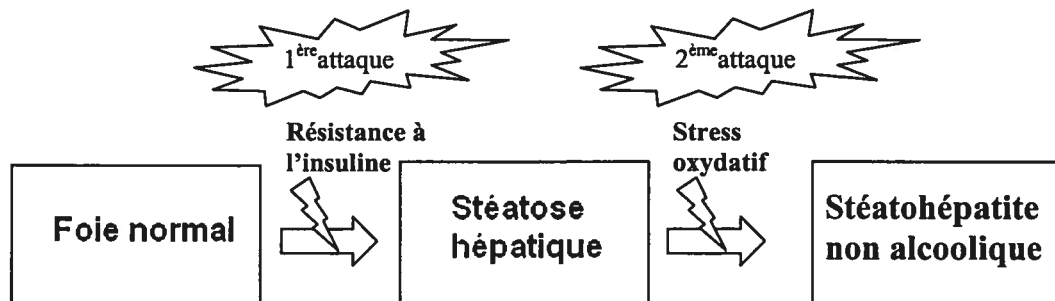 1ère attaque
2ème attaque
Résistance à
l'insuline
Stress
oxydatif
Foie normal
Stéatose
hépatique
Stéatohépatite
non alcoolique